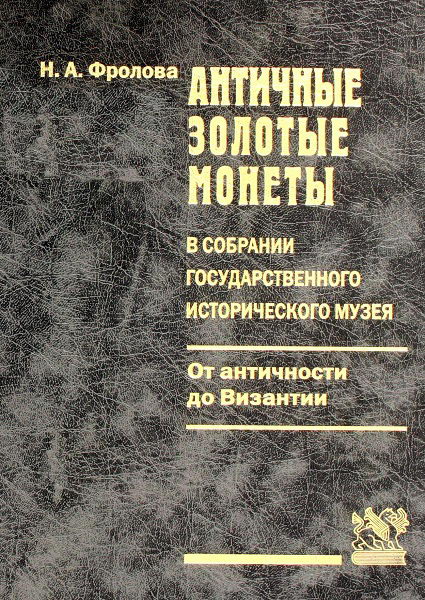 Н. А. Фролова
АНТИЧНЫЕ
ЗОЛОТЫЕ
МОНЕТЫ
В СОБРАНИИ
ГОСУДАРСТВЕННОГО
ИСТОРИЧЕСКОГО МУЗЕЯ
От античности
до Византии